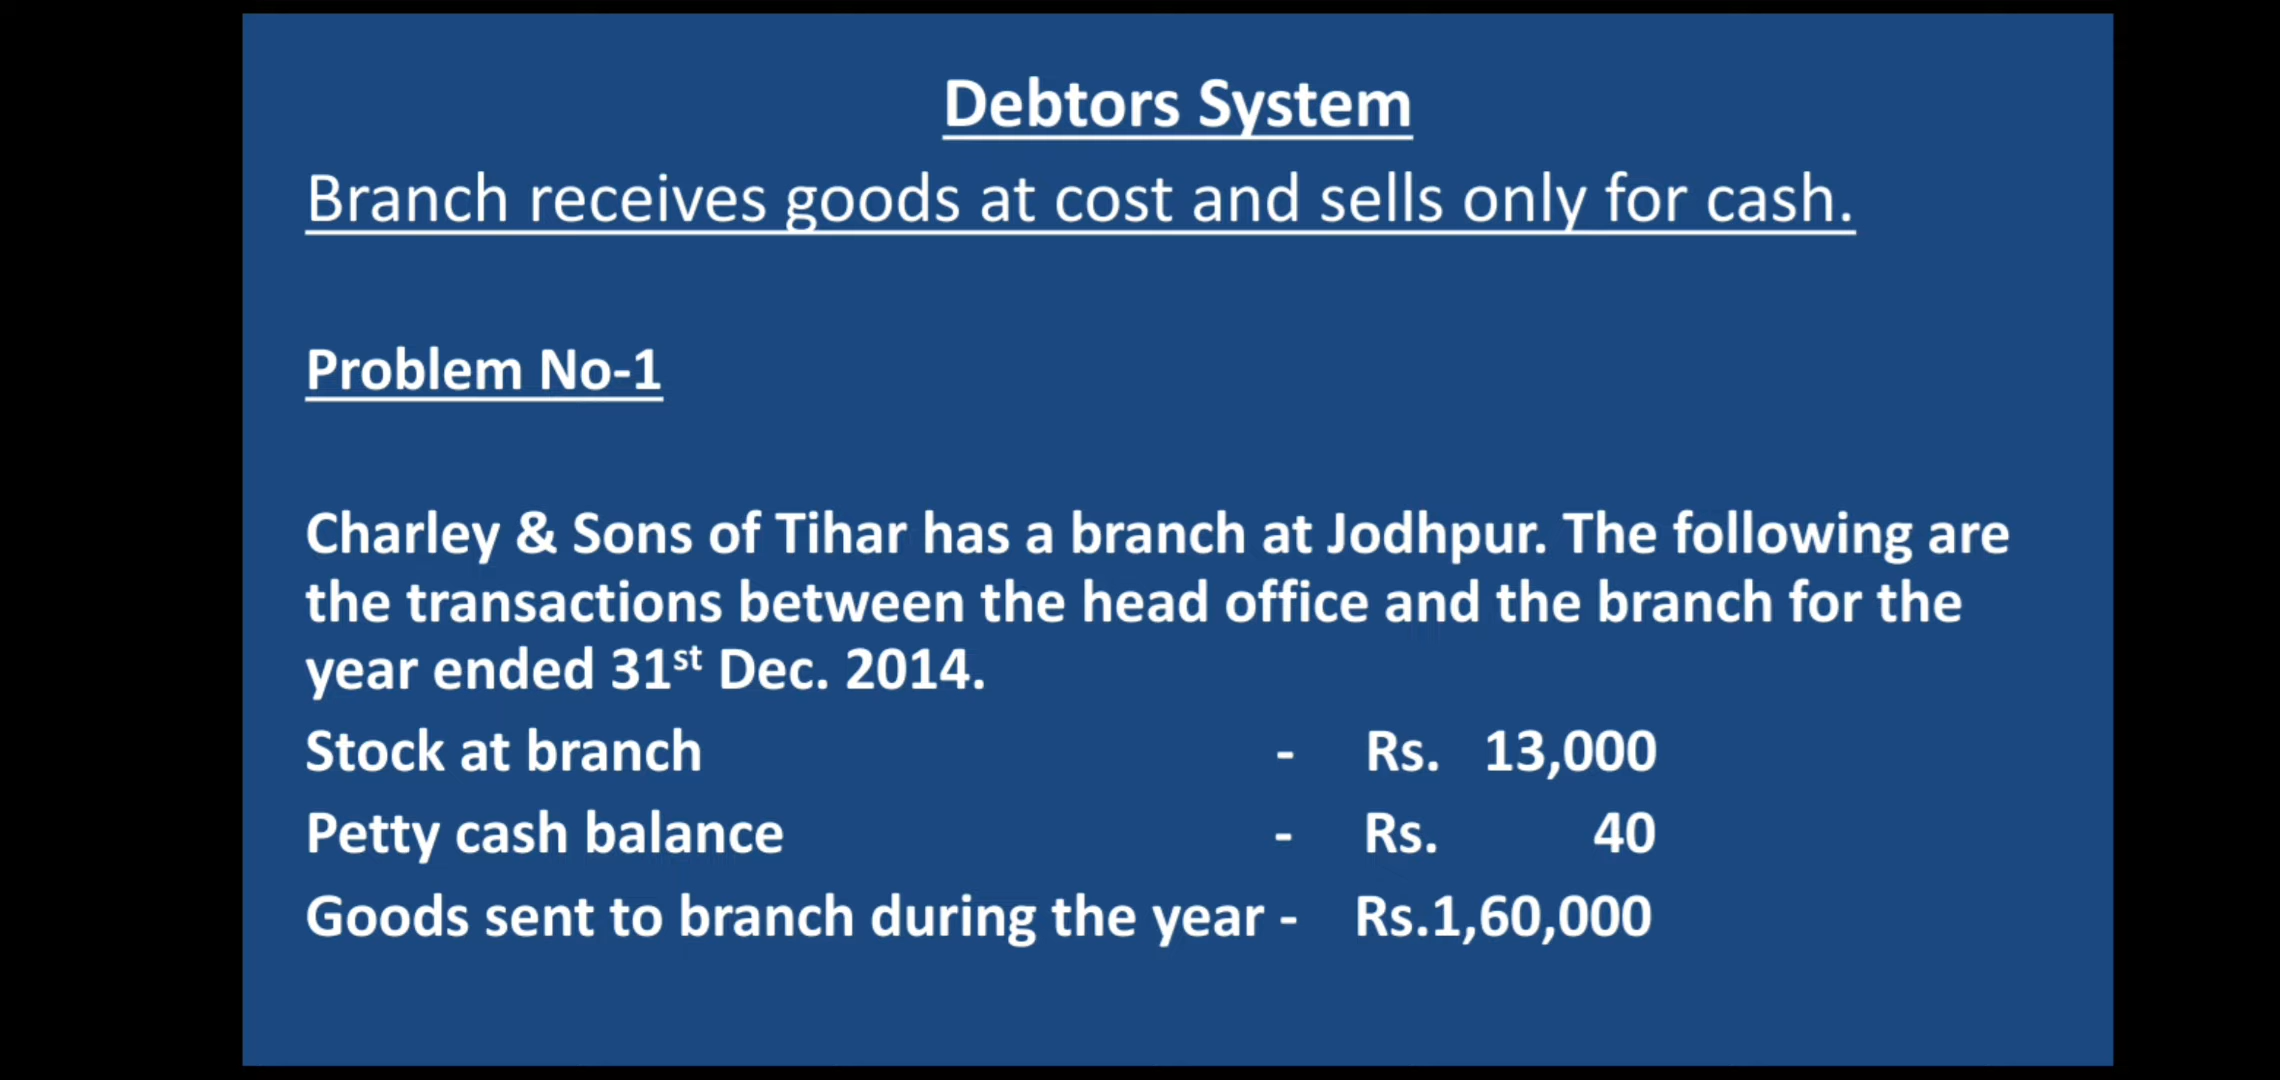 Debtors System
Branch receives goods at cost and sells only for cash.
Problem No-1
Charley & Sons of Tihar has a branch at Jodhpur. The following are
the transactions between the head office and the branch for the
year ended 31st Dec. 2014.
Stock at branch - Rs. 13,000
Petty cash balance - Rs. 40
Goods sent to branch during the year - Rs.1,60,000